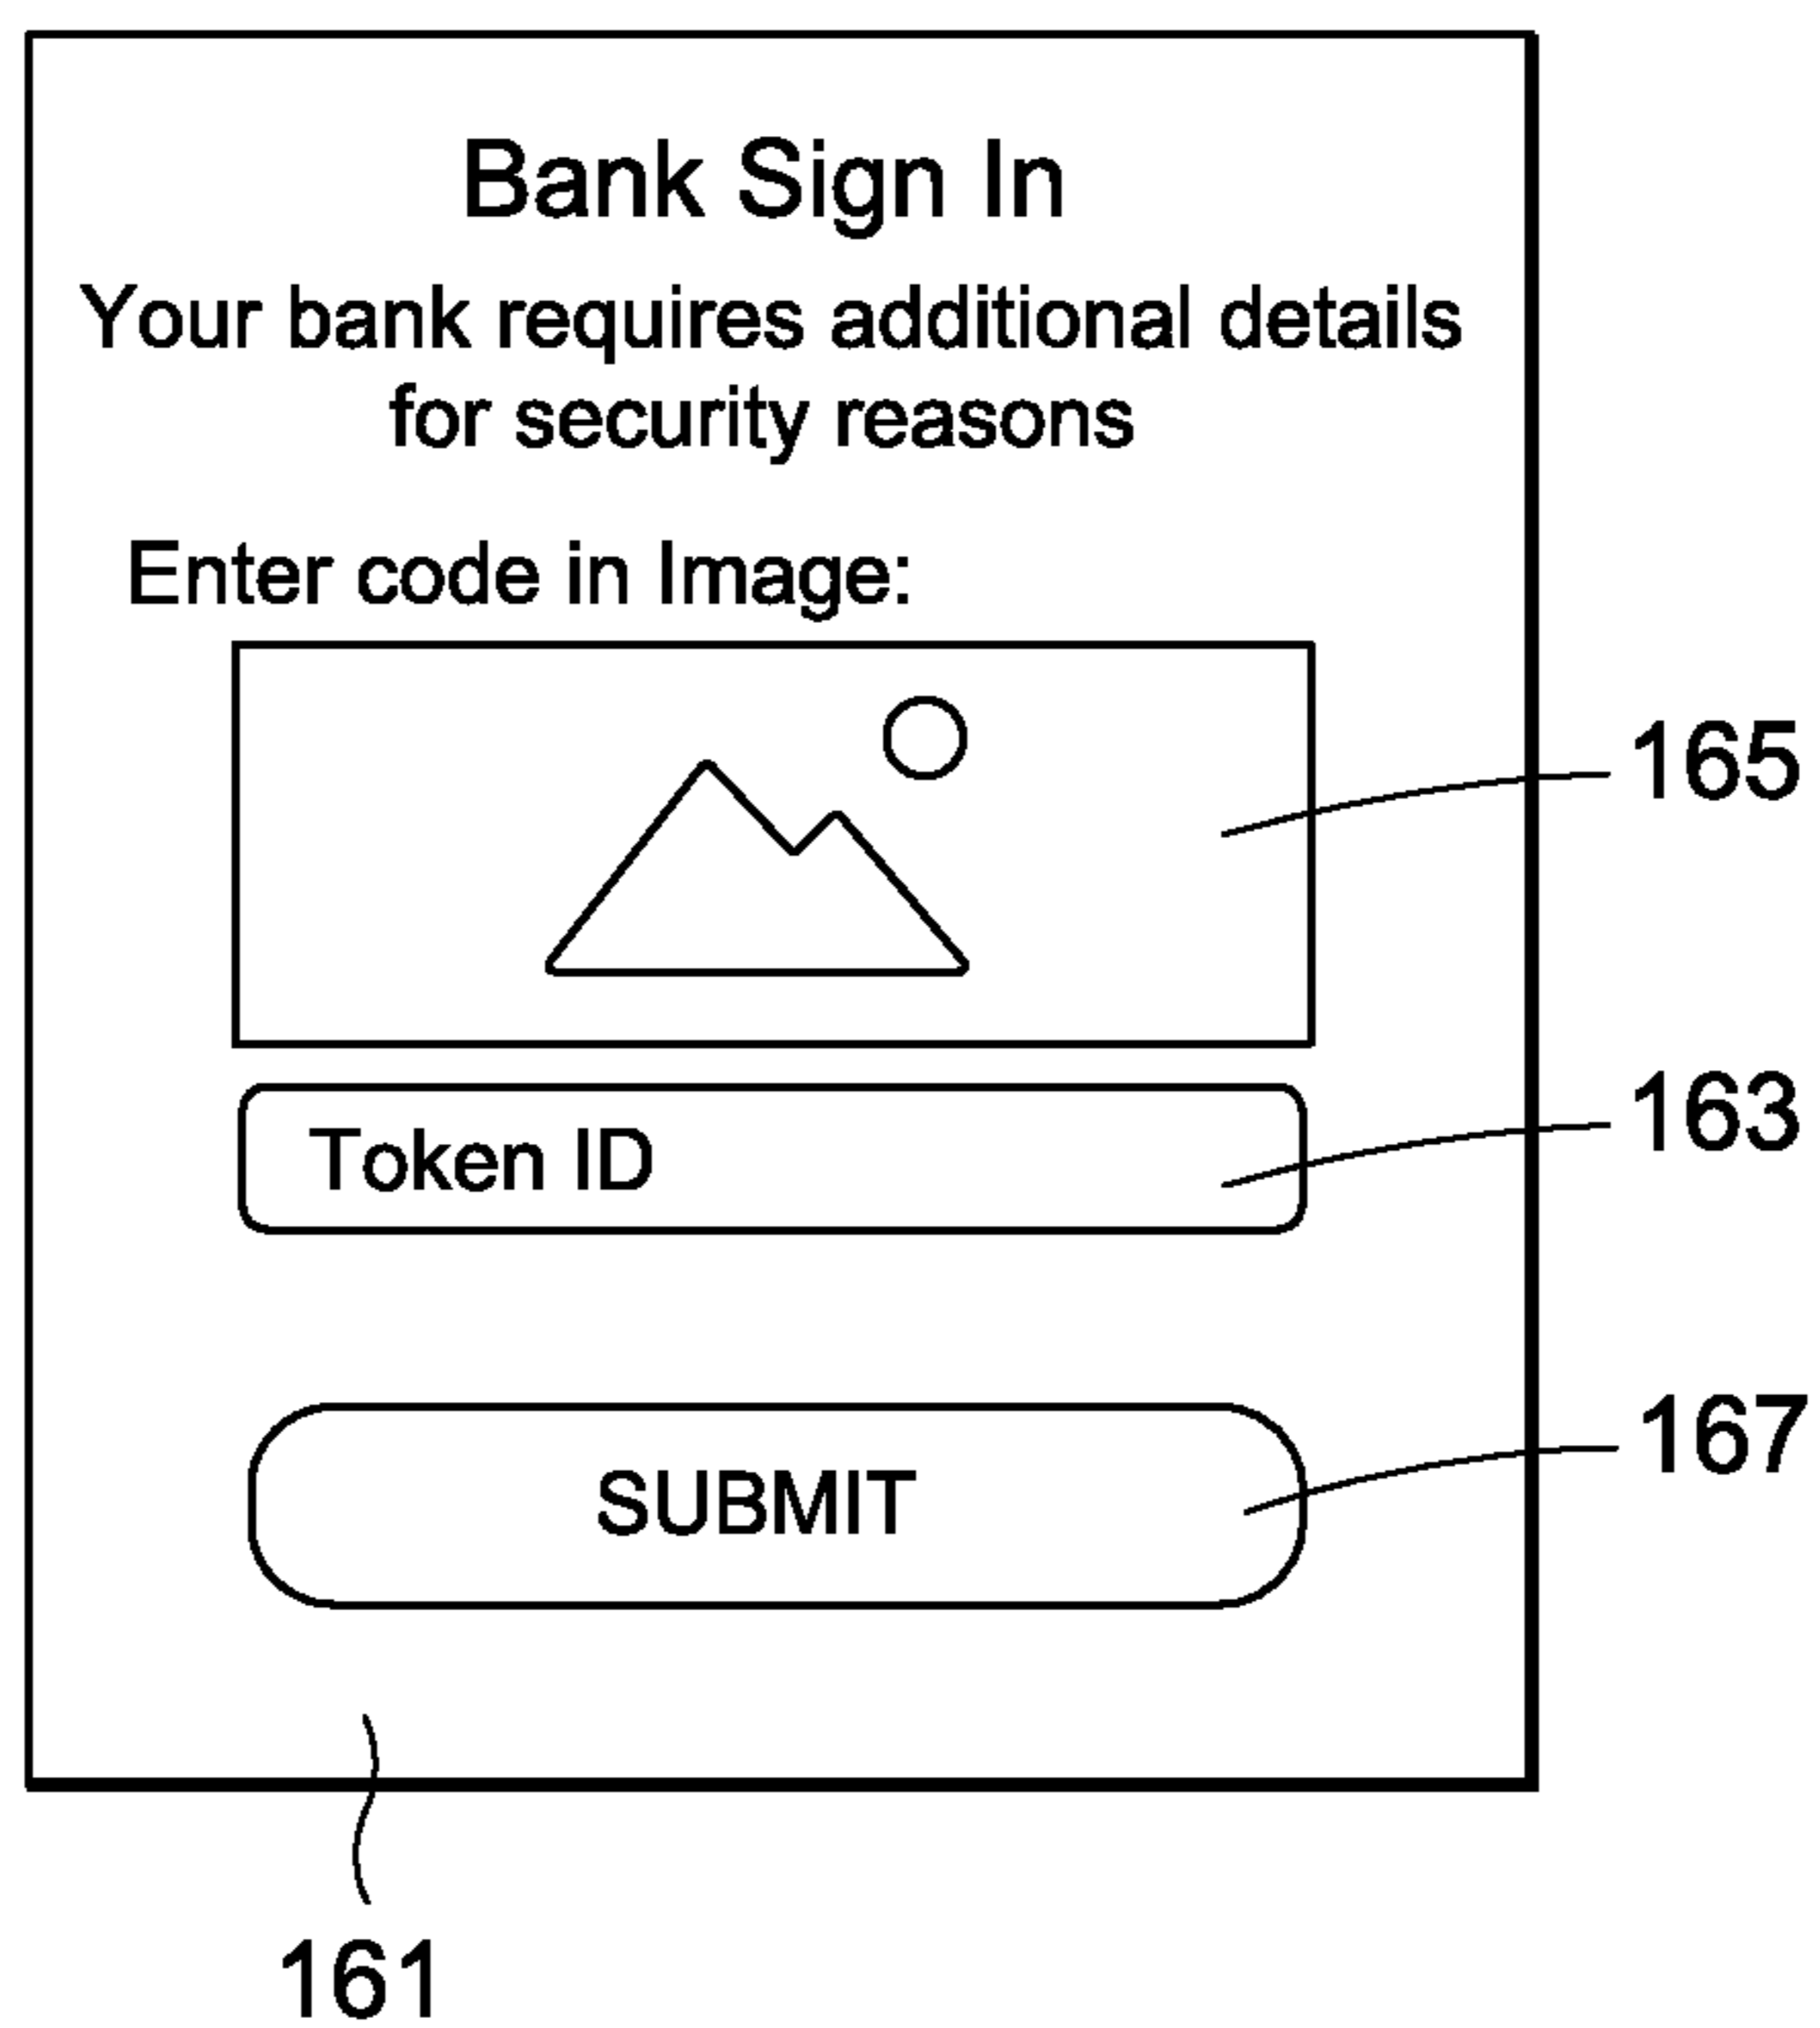 Bank Sign In
Your bank requires additional details
for security reasons
Enter code in Image:
165
Token ID
163
SUBMIT
167
161